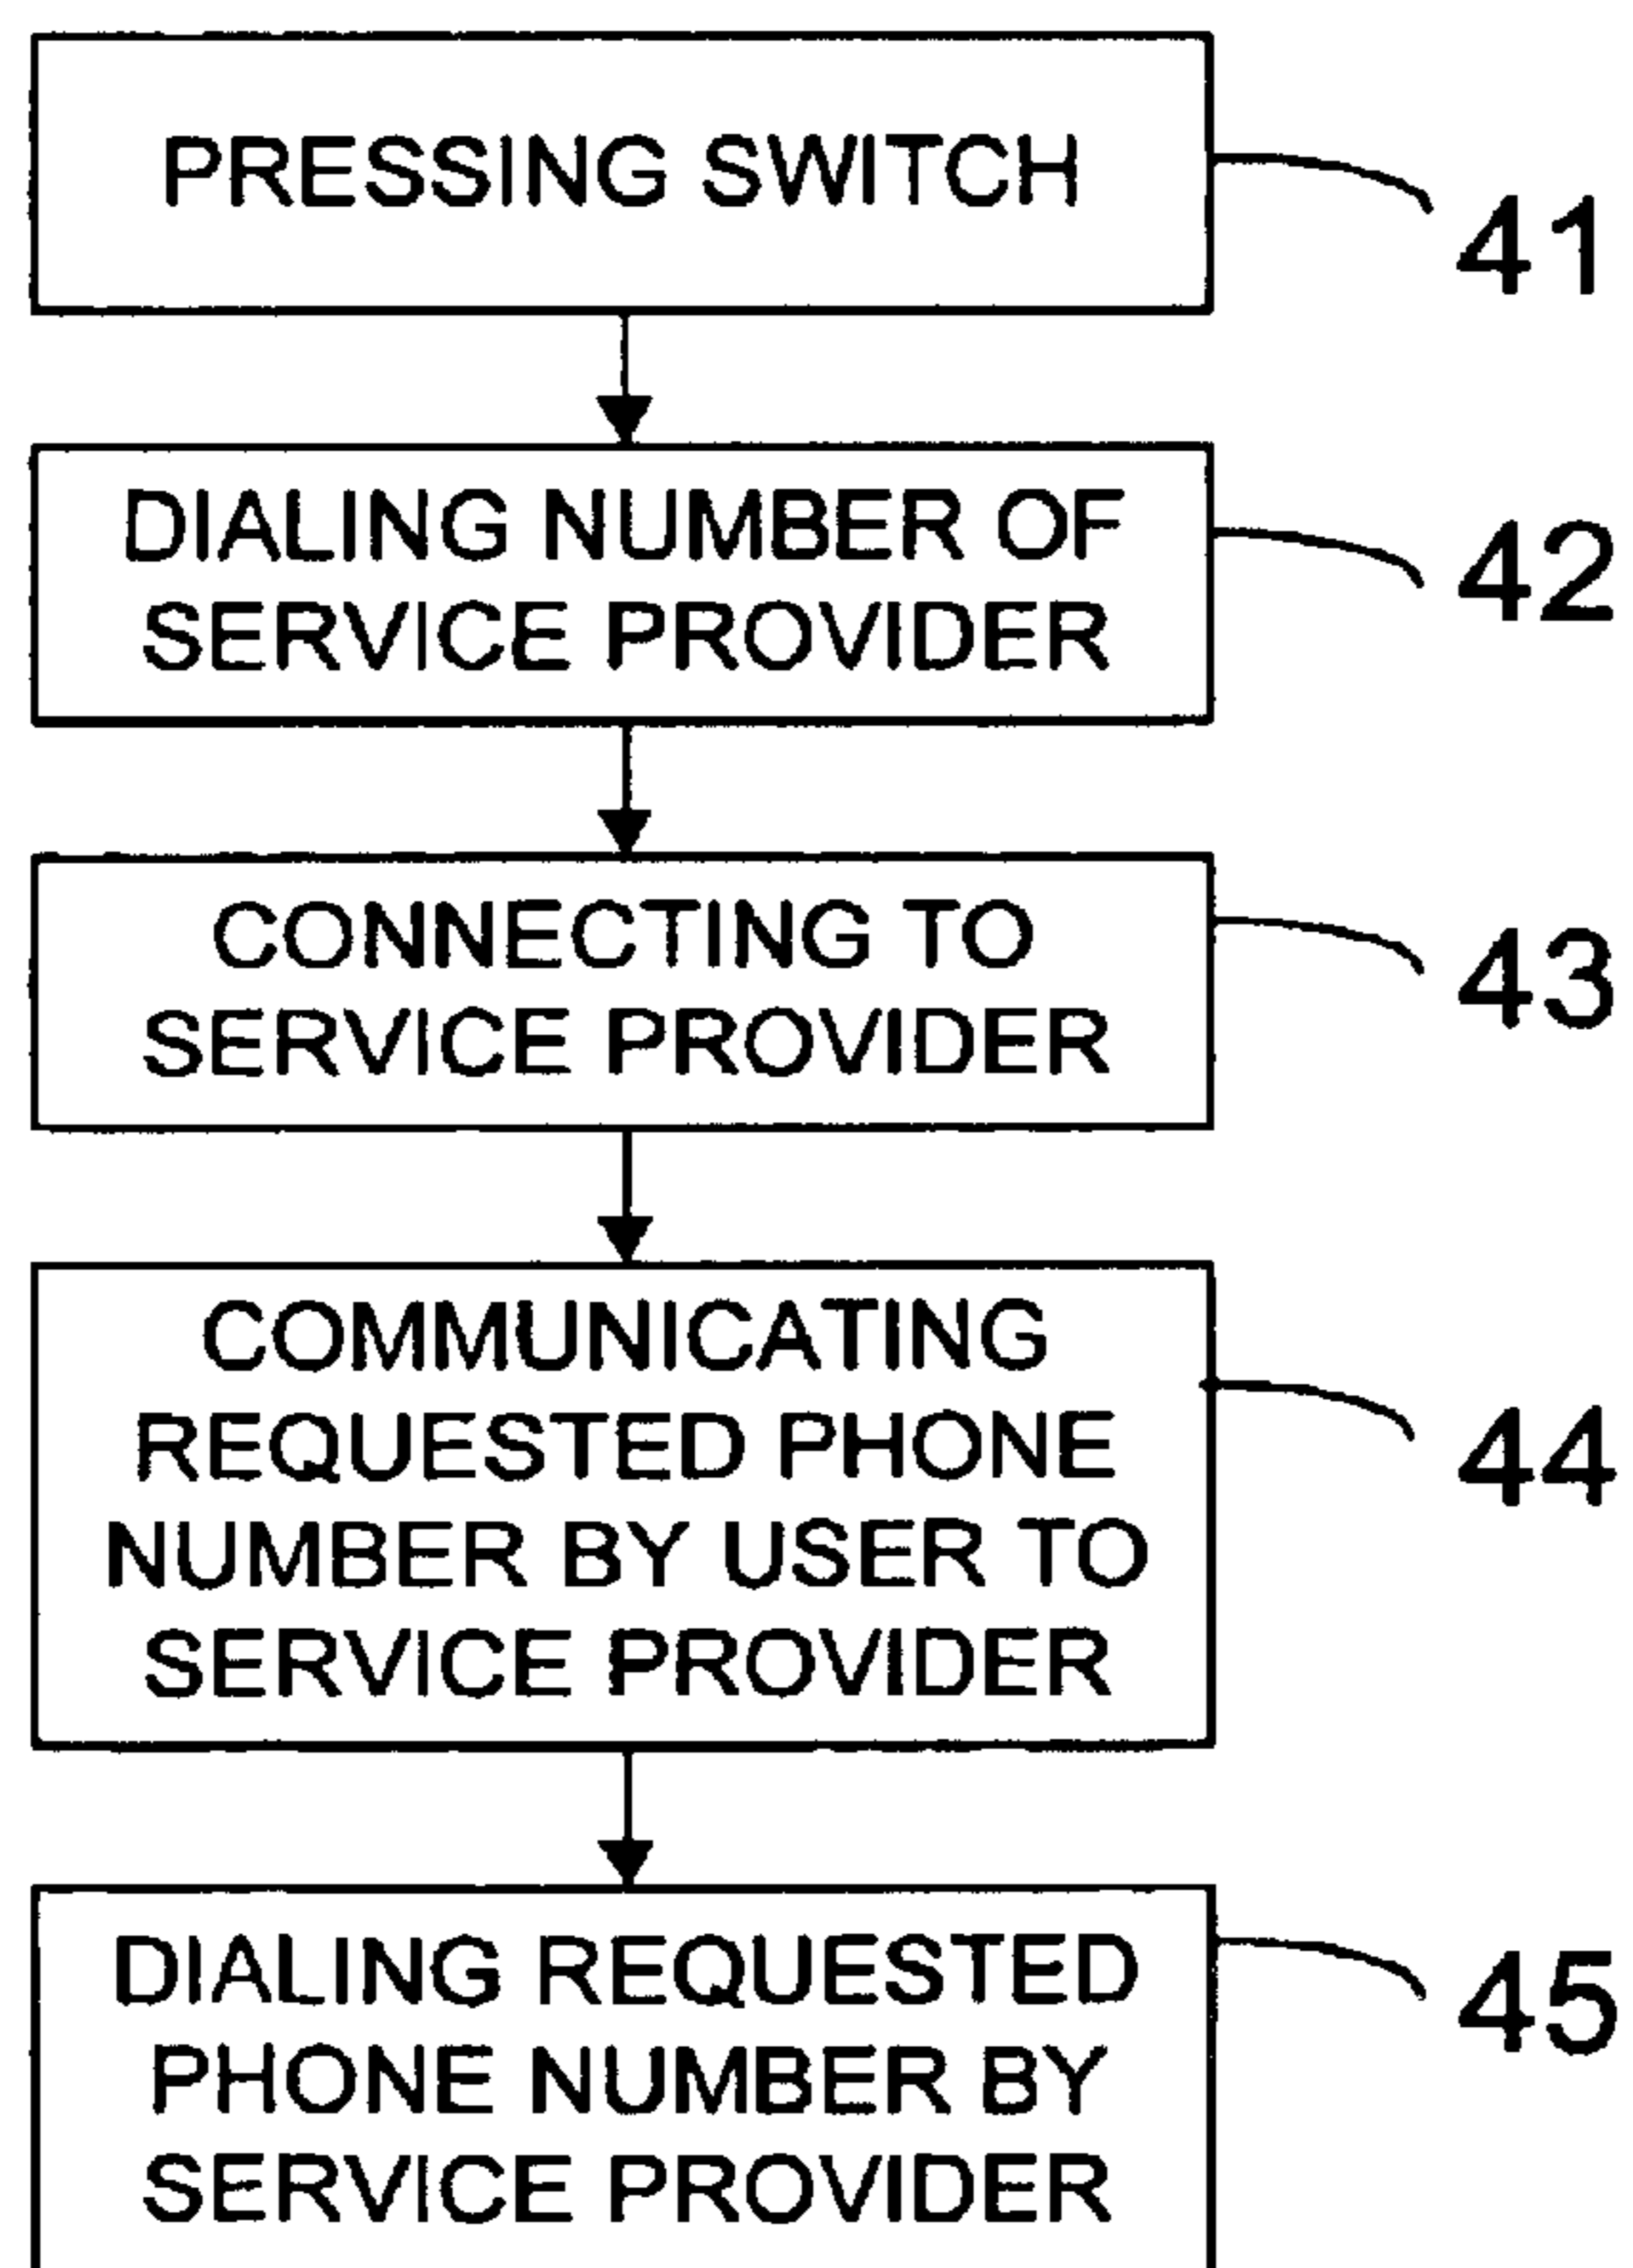 PRESSING SWITCH
41
DIALING NUMBER OF
SERVICE PROVIDER
42
CONNECTING TO
SERVICE PROVIDER
43
COMMUNICATING
REQUESTED PHONE
NUMBER BY USER TO
SERVICE PROVIDER
44
DIALING REQUESTED
PHONE NUMBER BY
SERVICE PROVIDER
45